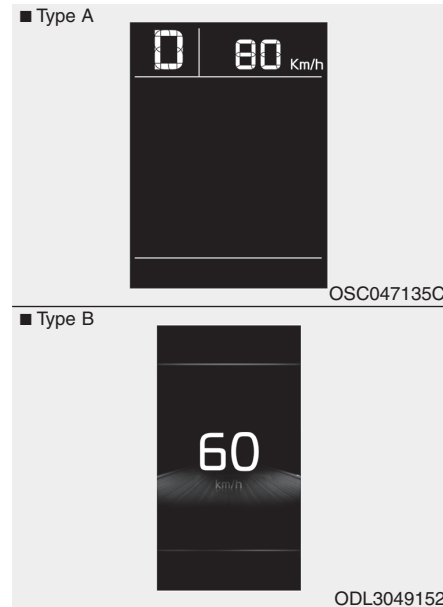 ■ Type A
D 80 Km/h
OSC047135C
■ Type B
60
km/h
ODL3049152